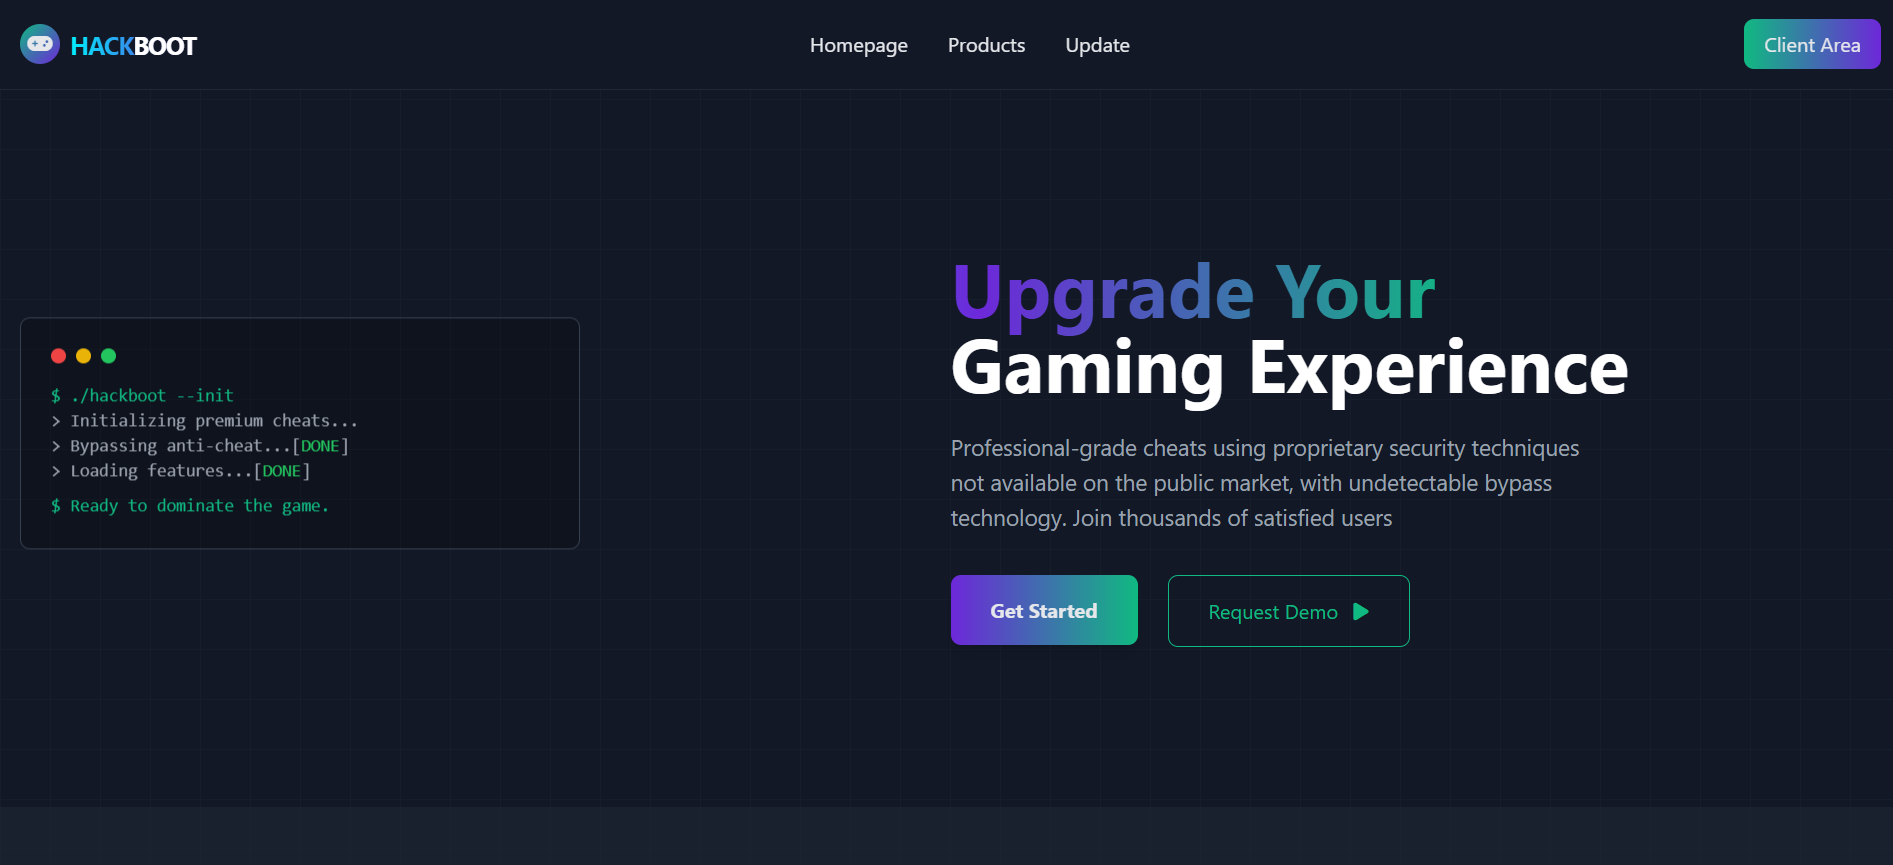 HACKBOOT
Homepage
Products
Update
Client Area
$ ./hackboot --init
> Initializing premium cheats...
> Bypassing anti-cheat...[DONE]
> Loading features...[DONE]
$ Ready to dominate the game.
Upgrade Your
Gaming Experience
Professional-grade cheats using proprietary security techniques
not available on the public market, with undetectable bypass
technology. Join thousands of satisfied users
Get Started
Request Demo